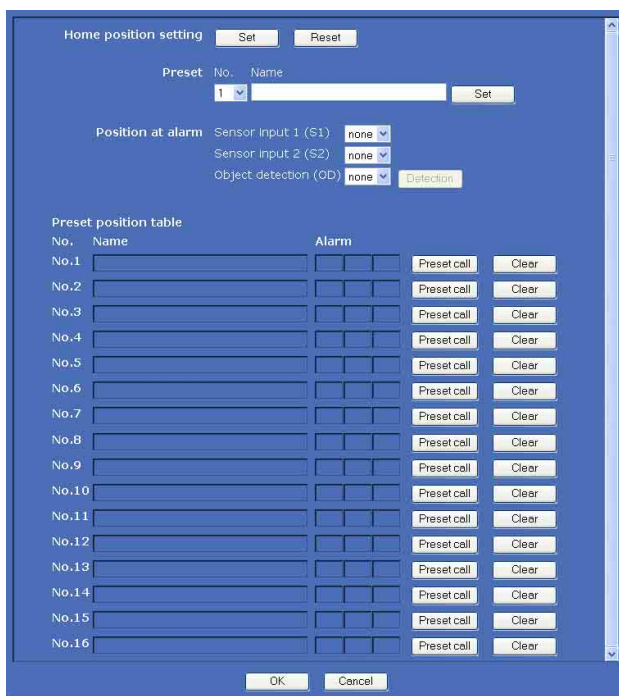 Home position setting Set Reset
Preset No. Name
1 Set
Position at alarm Sensor input 1 (S1) none
Sensor input 2 (S2) none
Object detection (OD) none Detection
Preset position table
No. Name Alarm
No.1 Preset call Clear
No.2 Preset call Clear
No.3 Preset call Clear
No.4 Preset call Clear
No.5 Preset call Clear
No.6 Preset call Clear
No.7 Preset call Clear
No.8 Preset call Clear
No.9 Preset call Clear
No.10 Preset call Clear
No.11 Preset call Clear
No.12 Preset call Clear
No.13 Preset call Clear
No.14 Preset call Clear
No.15 Preset call Clear
No.16 Preset call Clear
OK Cancel